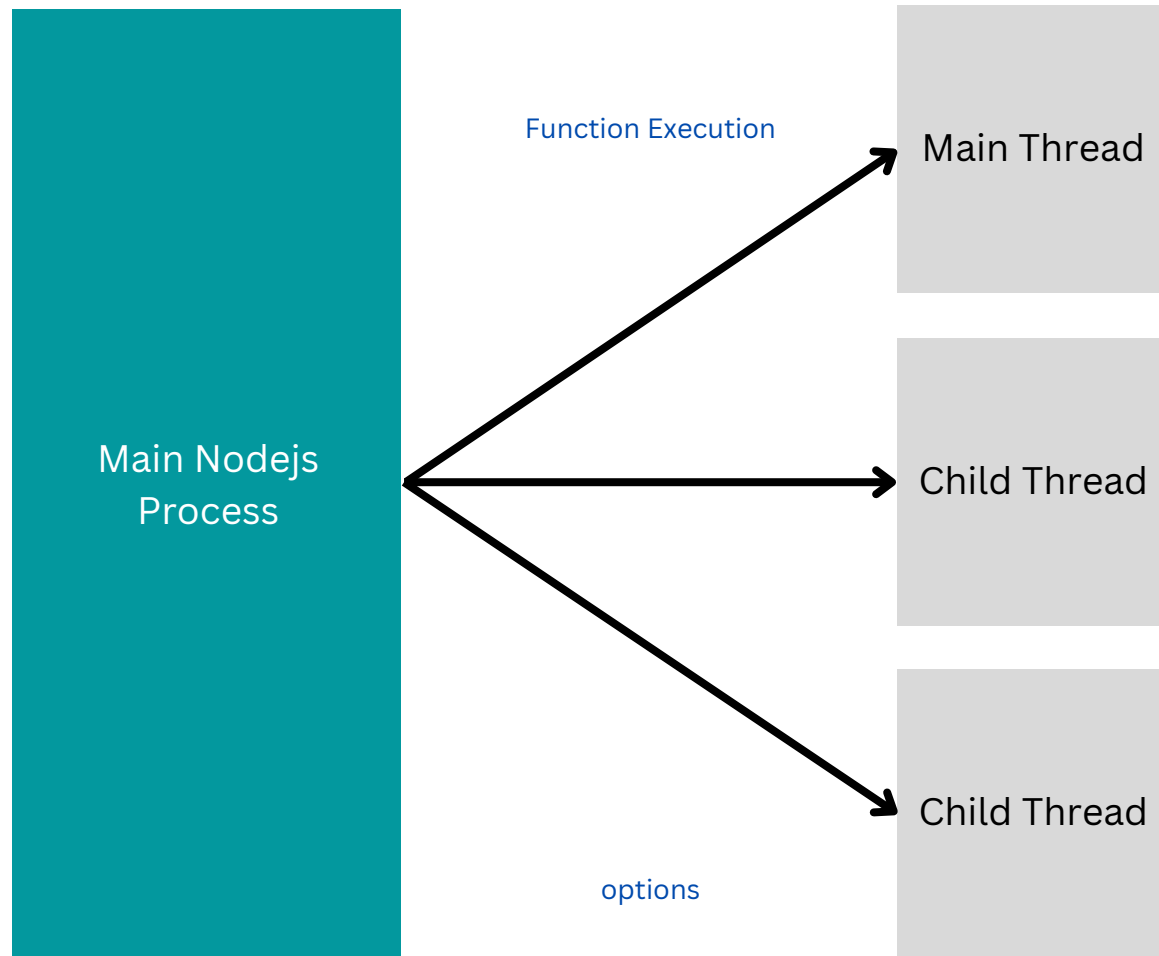 Function Execution
Main Thread
Main Nodejs
Process
Child Thread
Child Thread
options